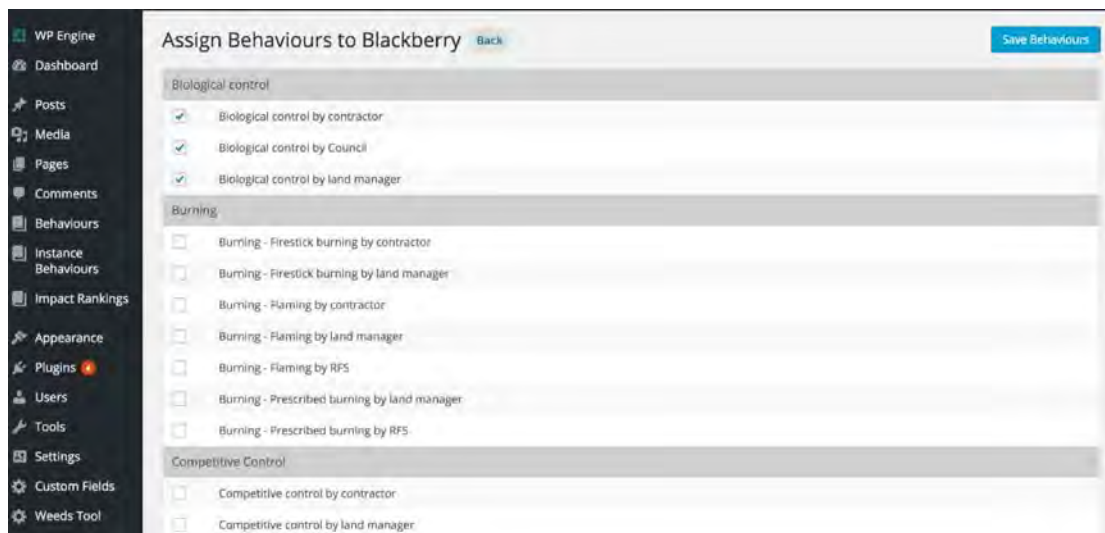 WP Engine
Dashboard
Posts
Media
Pages
Comments
Behaviours
Instance
Behaviours
Impact Rankings
Appearance
Plugins 4
Users
Tools
Settings
Custom Fields
Weeds Tool
Assign Behaviours to Blackberry Back
Save Behaviours
Biological control
Biological control by contractor
Biological control by Council
Biological control by land manager
Burning
Burning - Firestick burning by contractor
Burning - Firestick burning by land manager
Burning - Flaming by contractor
Burning - Flaming by land manager
Burning - Flaming by RFS
Burning - Prescribed burning by land manager
Burning - Prescribed burning by RFS
Competitive Control
Competitive control by contractor
Competitive control by land manager